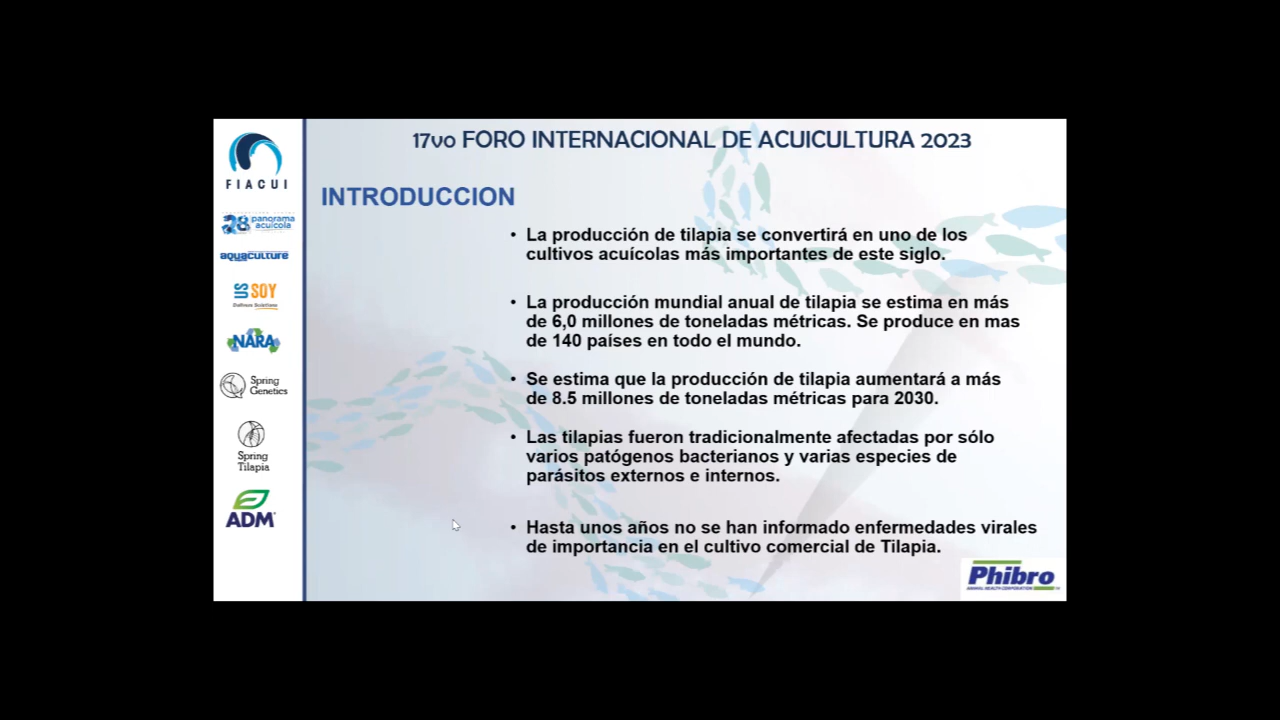 17vo FORO INTERNACIONAL DE ACUICULTURA 2023
FIACUI
28 panorama
acuícola
aquaculture
US SOY
NARA
Spring
Genetics
Spring
Tilapia
ADM
INTRODUCCION
• La producción de tilapia se convertirá en uno de los
cultivos acuícolas más importantes de este siglo.
• La producción mundial anual de tilapia se estima en más
de 6,0 millones de toneladas métricas. Se produce en mas
de 140 países en todo el mundo.
• Se estima que la producción de tilapia aumentará a más
de 8.5 millones de toneladas métricas para 2030.
• Las tilapias fueron tradicionalmente afectadas por sólo
varios patógenos bacterianos y varias especies de
parásitos externos e internos.
• Hasta unos años no se han informado enfermedades virales
de importancia en el cultivo comercial de Tilapia.
Phibro
ANIMAL HEALTH CORPORATION